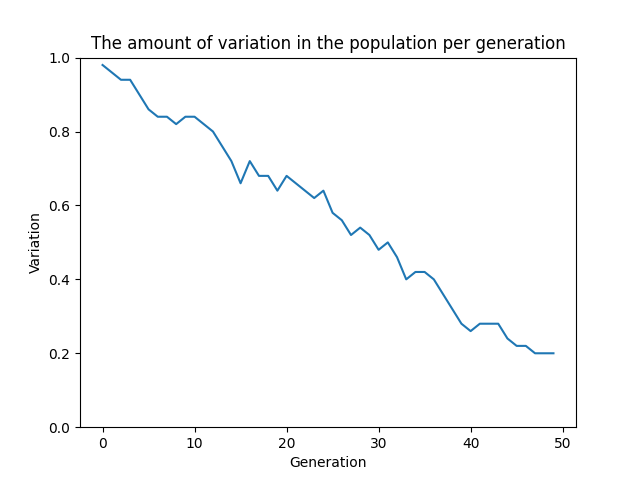 The amount of variation in the population per generation
1.0
0.8
0.6
0.4
0.2
0.0
Variation
0 10 20 30 40 50
Generation